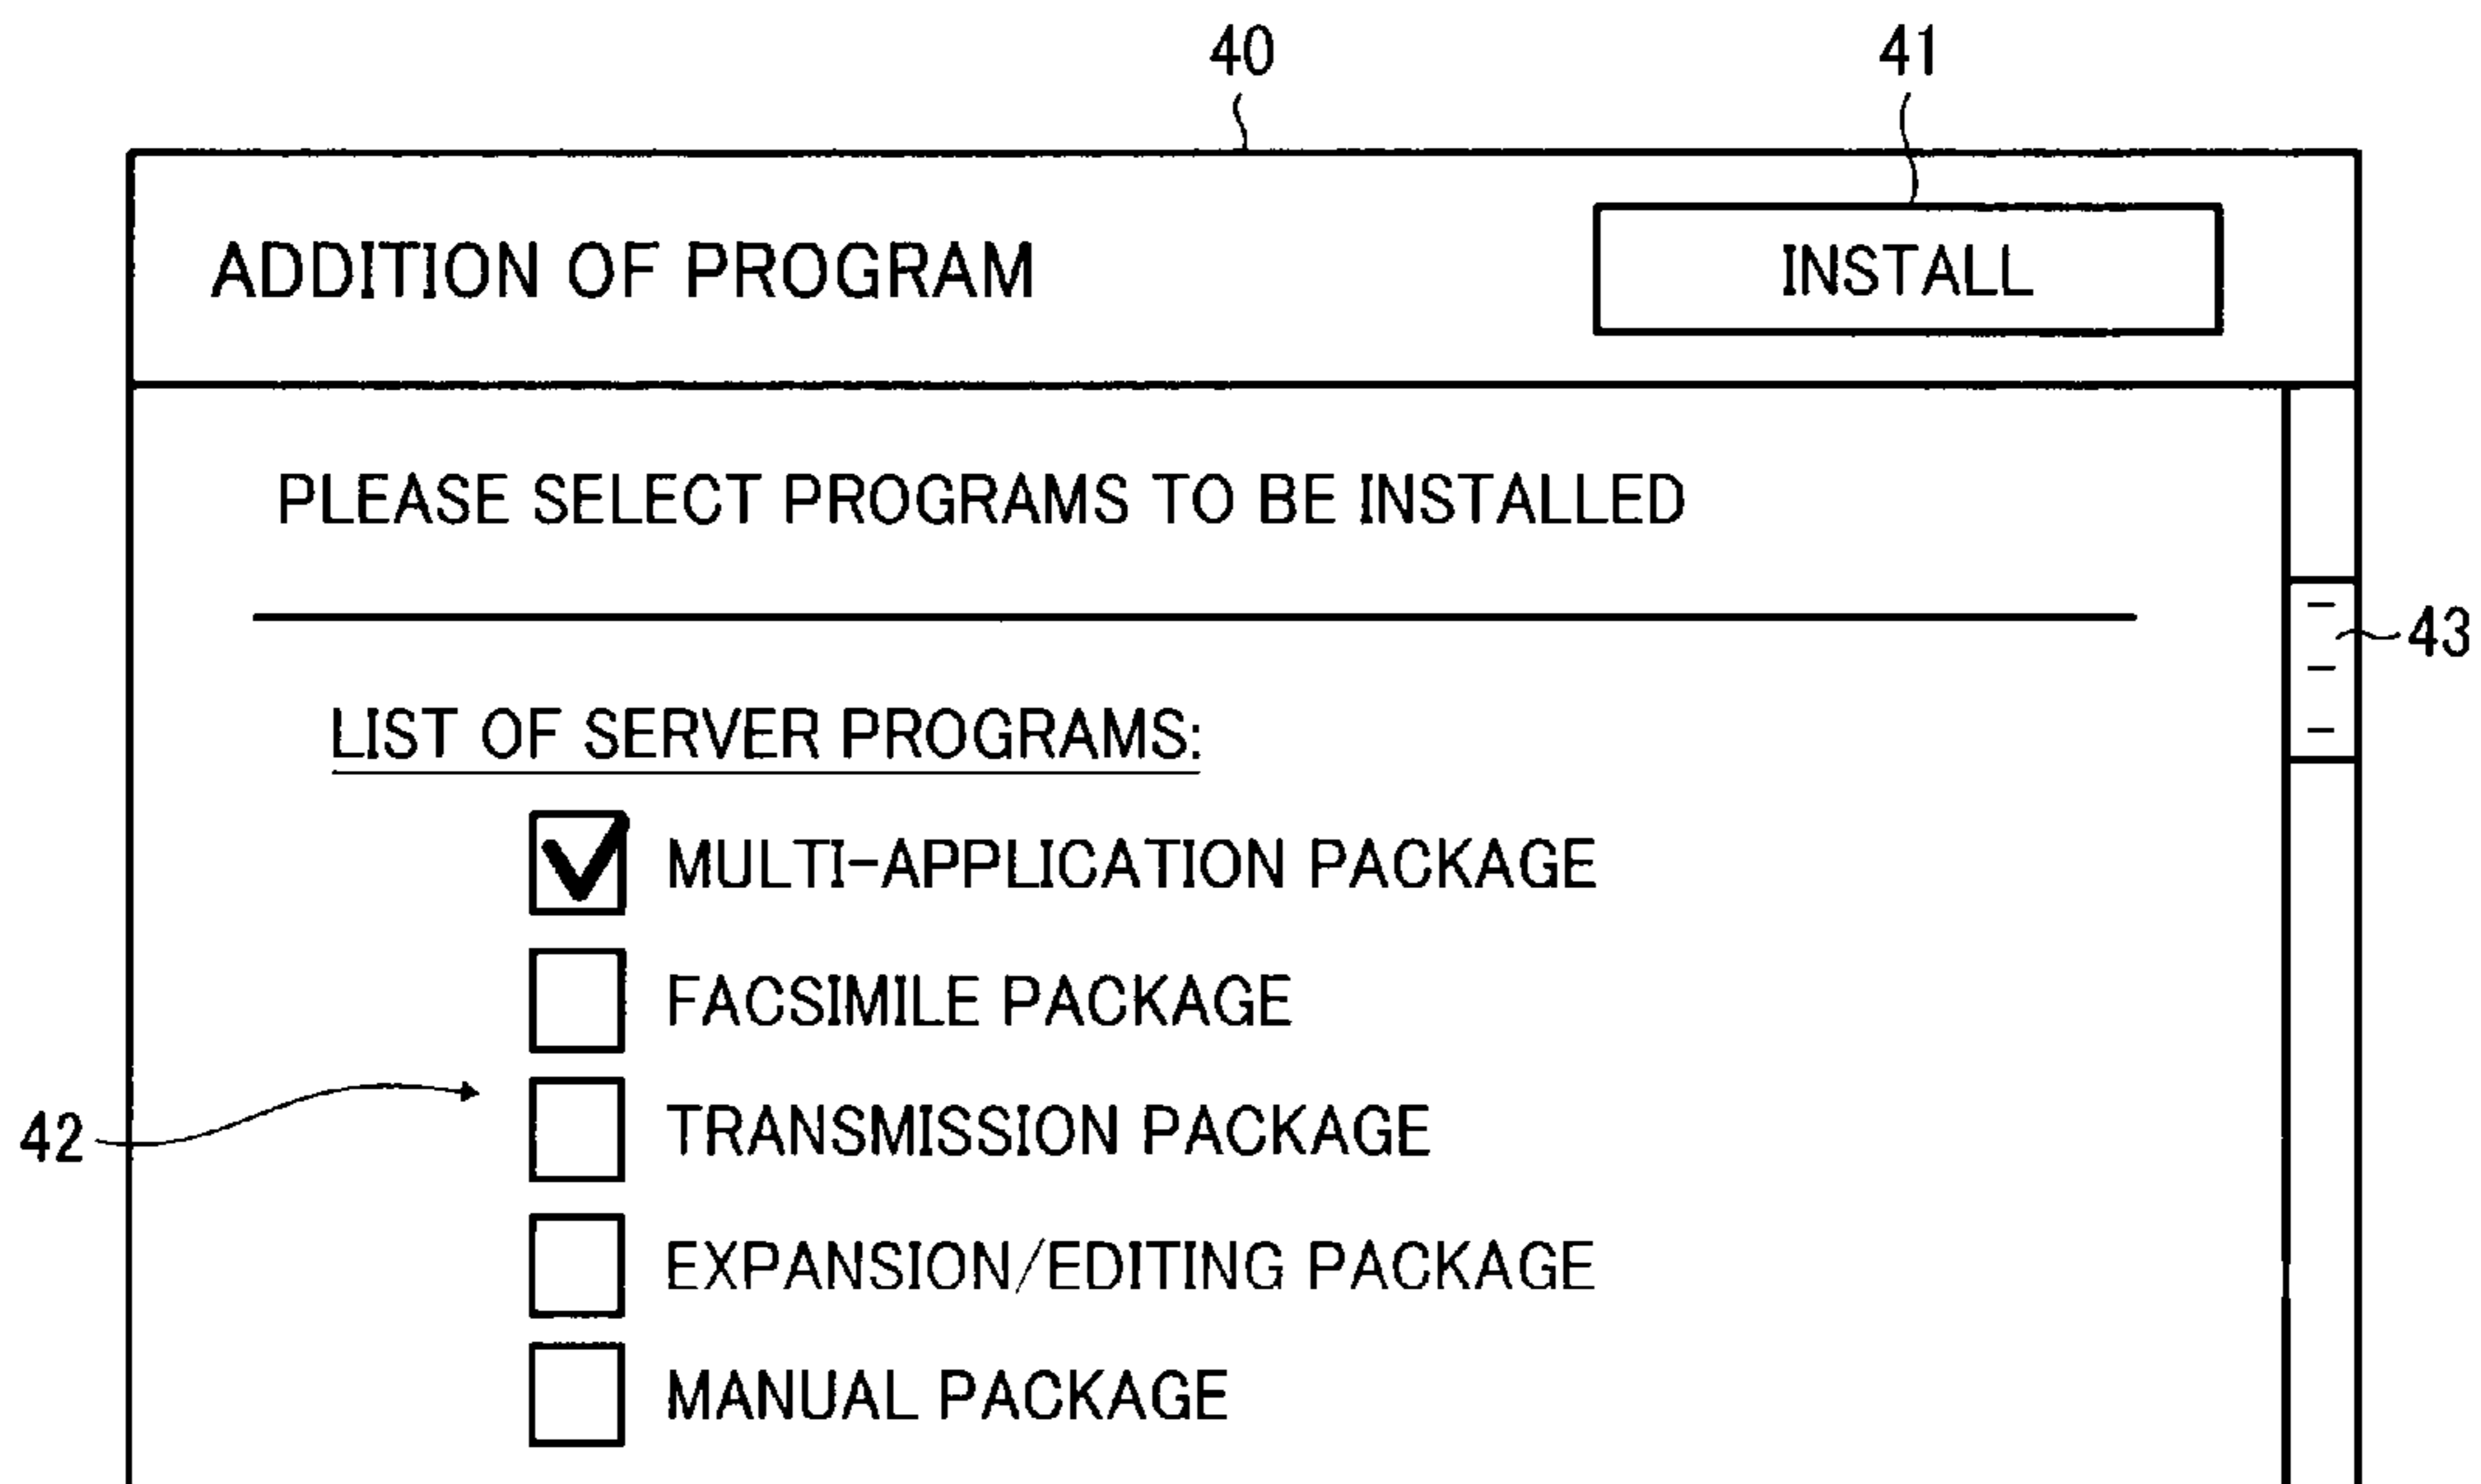 40
41
ADDITION OF PROGRAM
INSTALL
PLEASE SELECT PROGRAMS TO BE INSTALLED
43
LIST OF SERVER PROGRAMS:
MULTI-APPLICATION PACKAGE
FACSIMILE PACKAGE
TRANSMISSION PACKAGE
42
EXPANSION/EDITING PACKAGE
MANUAL PACKAGE